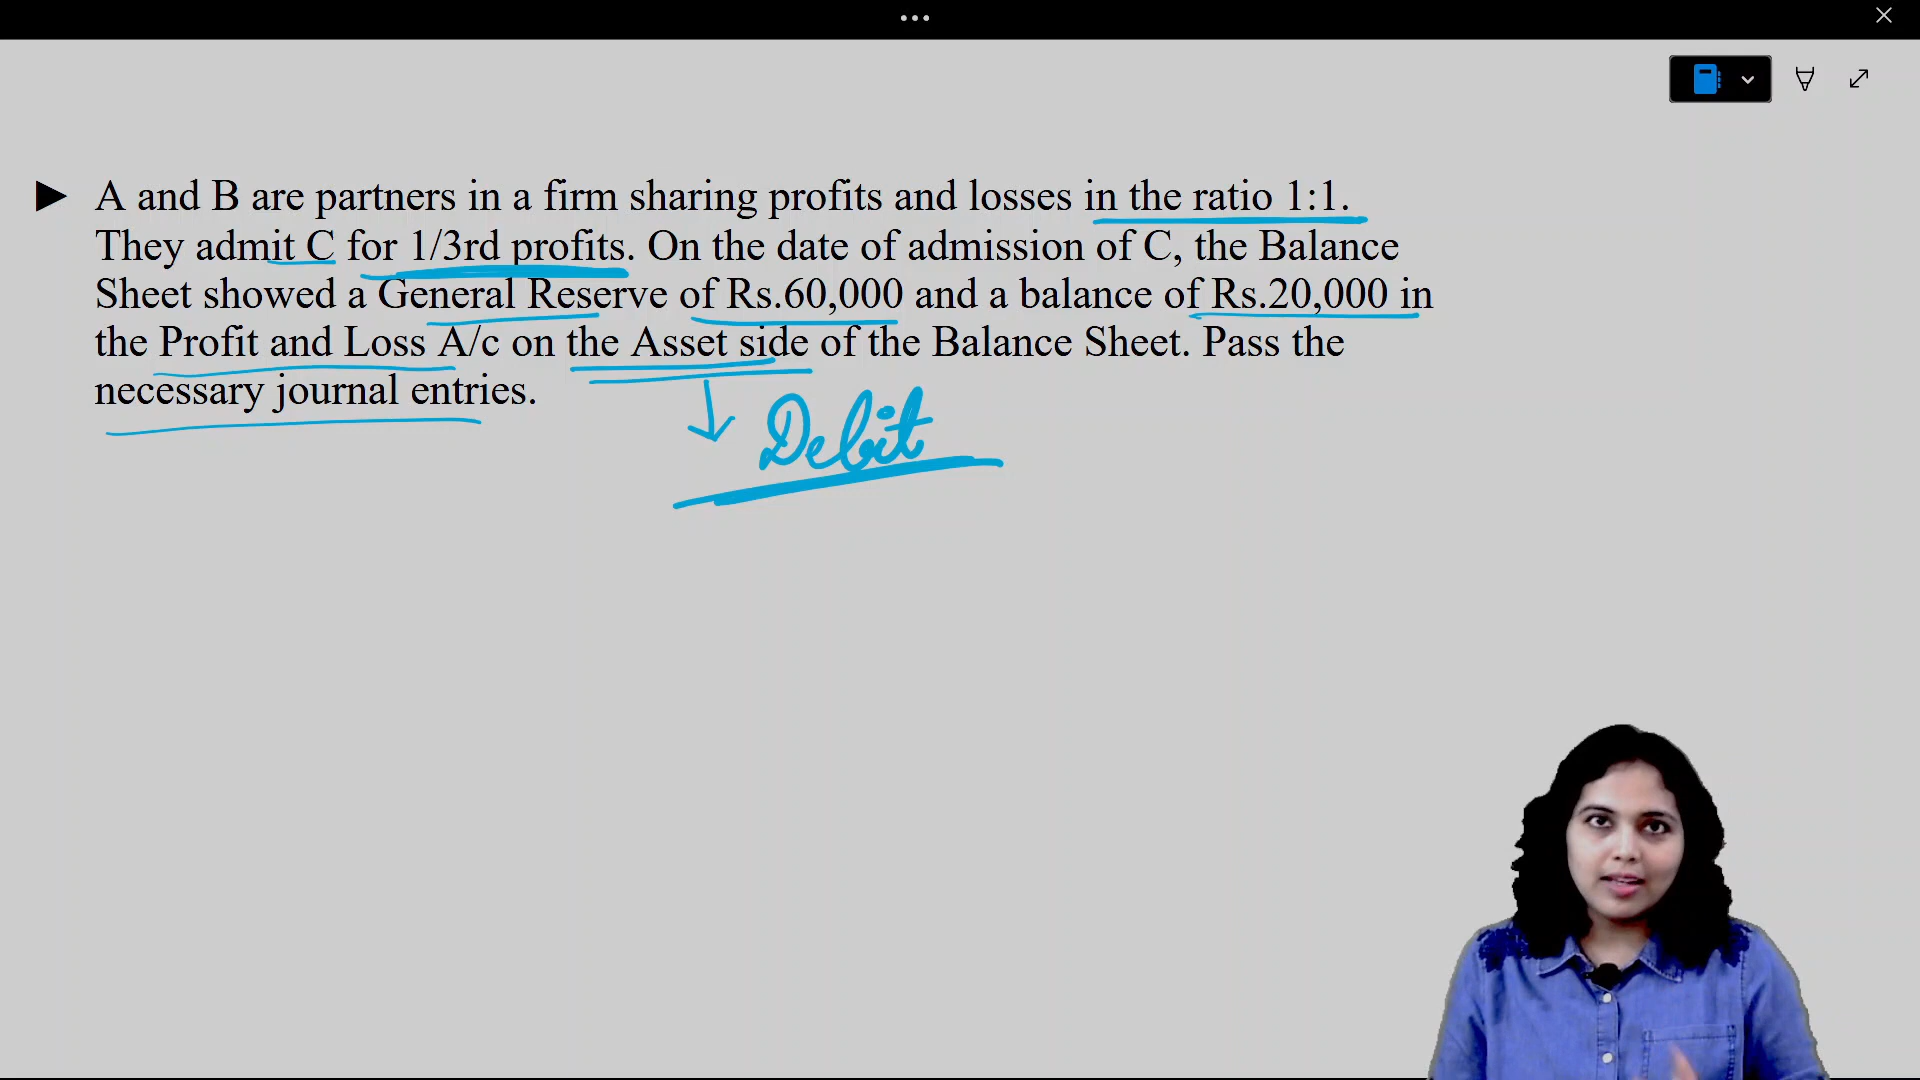 ▶ A and B are partners in a firm sharing profits and losses in the ratio 1:1.
They admit C for 1/3rd profits. On the date of admission of C, the Balance
Sheet showed a General Reserve of Rs.60,000 and a balance of Rs.20,000 in
the Profit and Loss A/c on the Asset side of the Balance Sheet. Pass the
necessary journal entries.
Debit